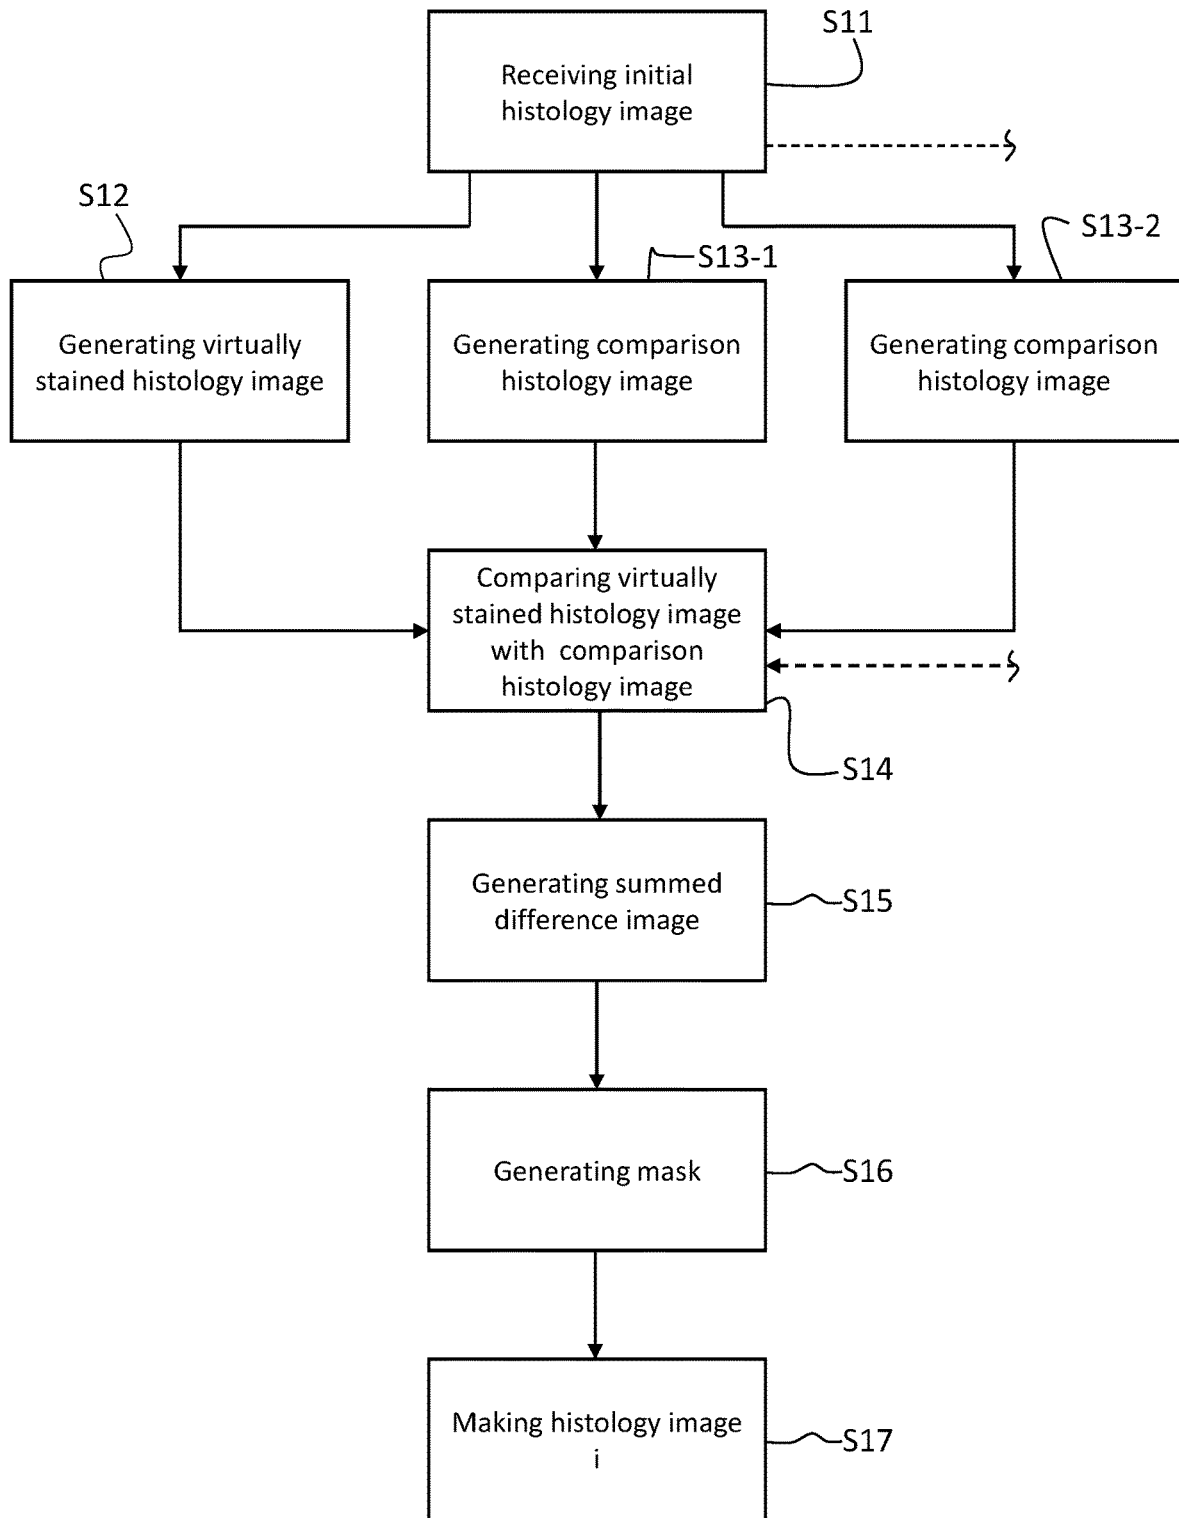 S11
Receiving initial
histology image
S12
S13-1
S13-2
Generating virtually
stained histology image
Generating comparison
histology image
Generating comparison
histology image
Comparing virtually
stained histology image
with comparison
histology image
S14
Generating summed
difference image
S15
Generating mask
S16
Making histology image
i
S17